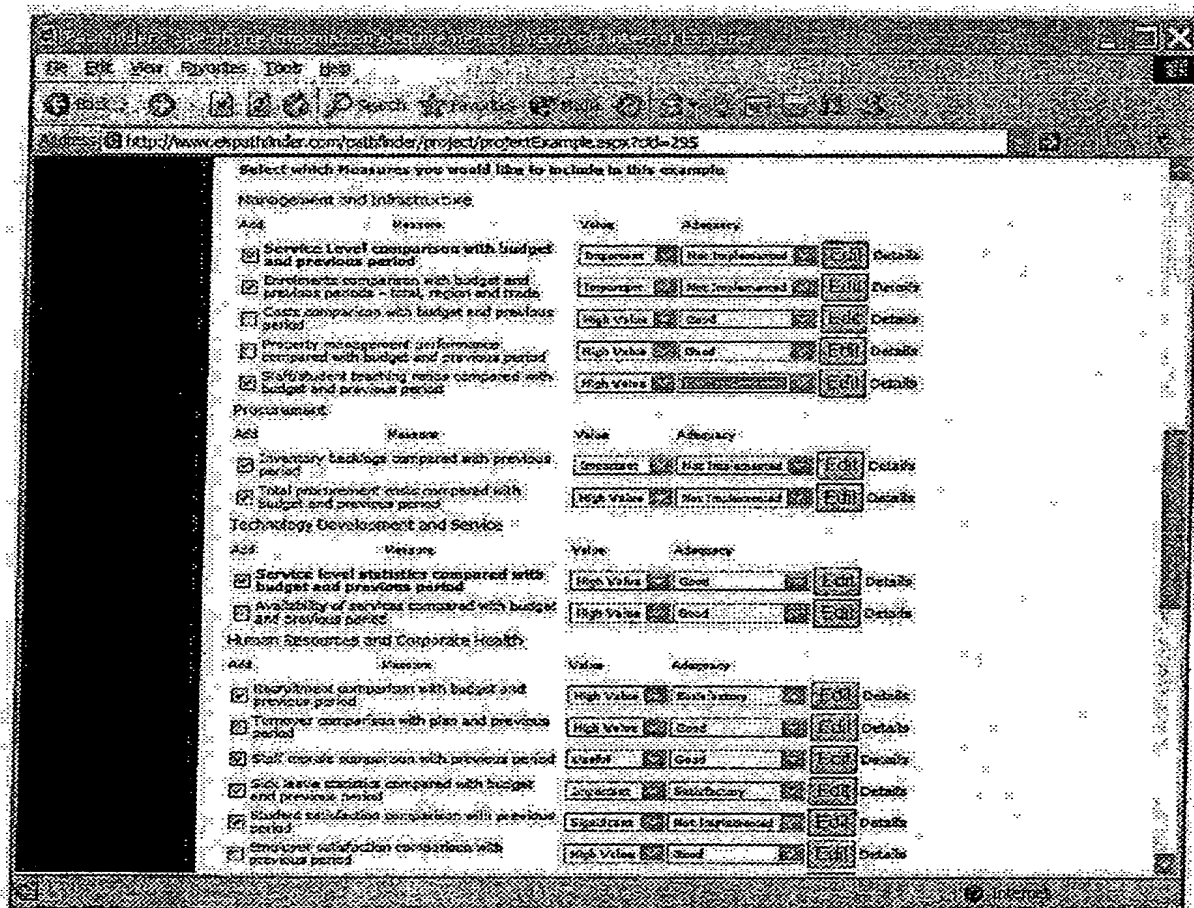 File Edit View Favorites Tools Help
Back Search Favorites
Address http://www.expathfinder.com/pathfinder/project/projectExample.aspx?cId=295
Select which Measures you would like to include in this example
Management and Infrastructure
Add Measure Value Adequacy
Service Level comparison with budget
and previous period Important Not Implemented Edit Details
Enrolments comparison with budget and
previous periods - total, region and trade Important Not Implemented Edit Details
Costs comparison with budget and previous
period High Value Good Edit Details
Property management performance
compared with budget and previous period High Value Good Edit Details
Staff/student teaching ratios compared with
budget and previous period High Value Edit Details
Procurement
Add Measure Value Adequacy
Inventory backlogs compared with previous
period Important Not Implemented Edit Details
Total procurement costs compared with
budget and previous period High Value Not Implemented Edit Details
Technology Development and Service
Add Measure Value Adequacy
Service level statistics compared with
budget and previous period High Value Good Edit Details
Availability of services compared with budget
and previous period High Value Good Edit Details
Human Resources and Corporate Health
Add Measure Value Adequacy
Recruitment comparison with budget and
previous period High Value Satisfactory Edit Details
Turnover comparison with plan and previous
period High Value Good Edit Details
Staff morale comparison with previous period Useful Good Edit Details
Sick leave statistics compared with budget
and previous period Important Satisfactory Edit Details
Student satisfaction comparison with previous
period Significant Not Implemented Edit Details
Employer satisfaction comparison with
previous period High Value Good Edit Details
Internet